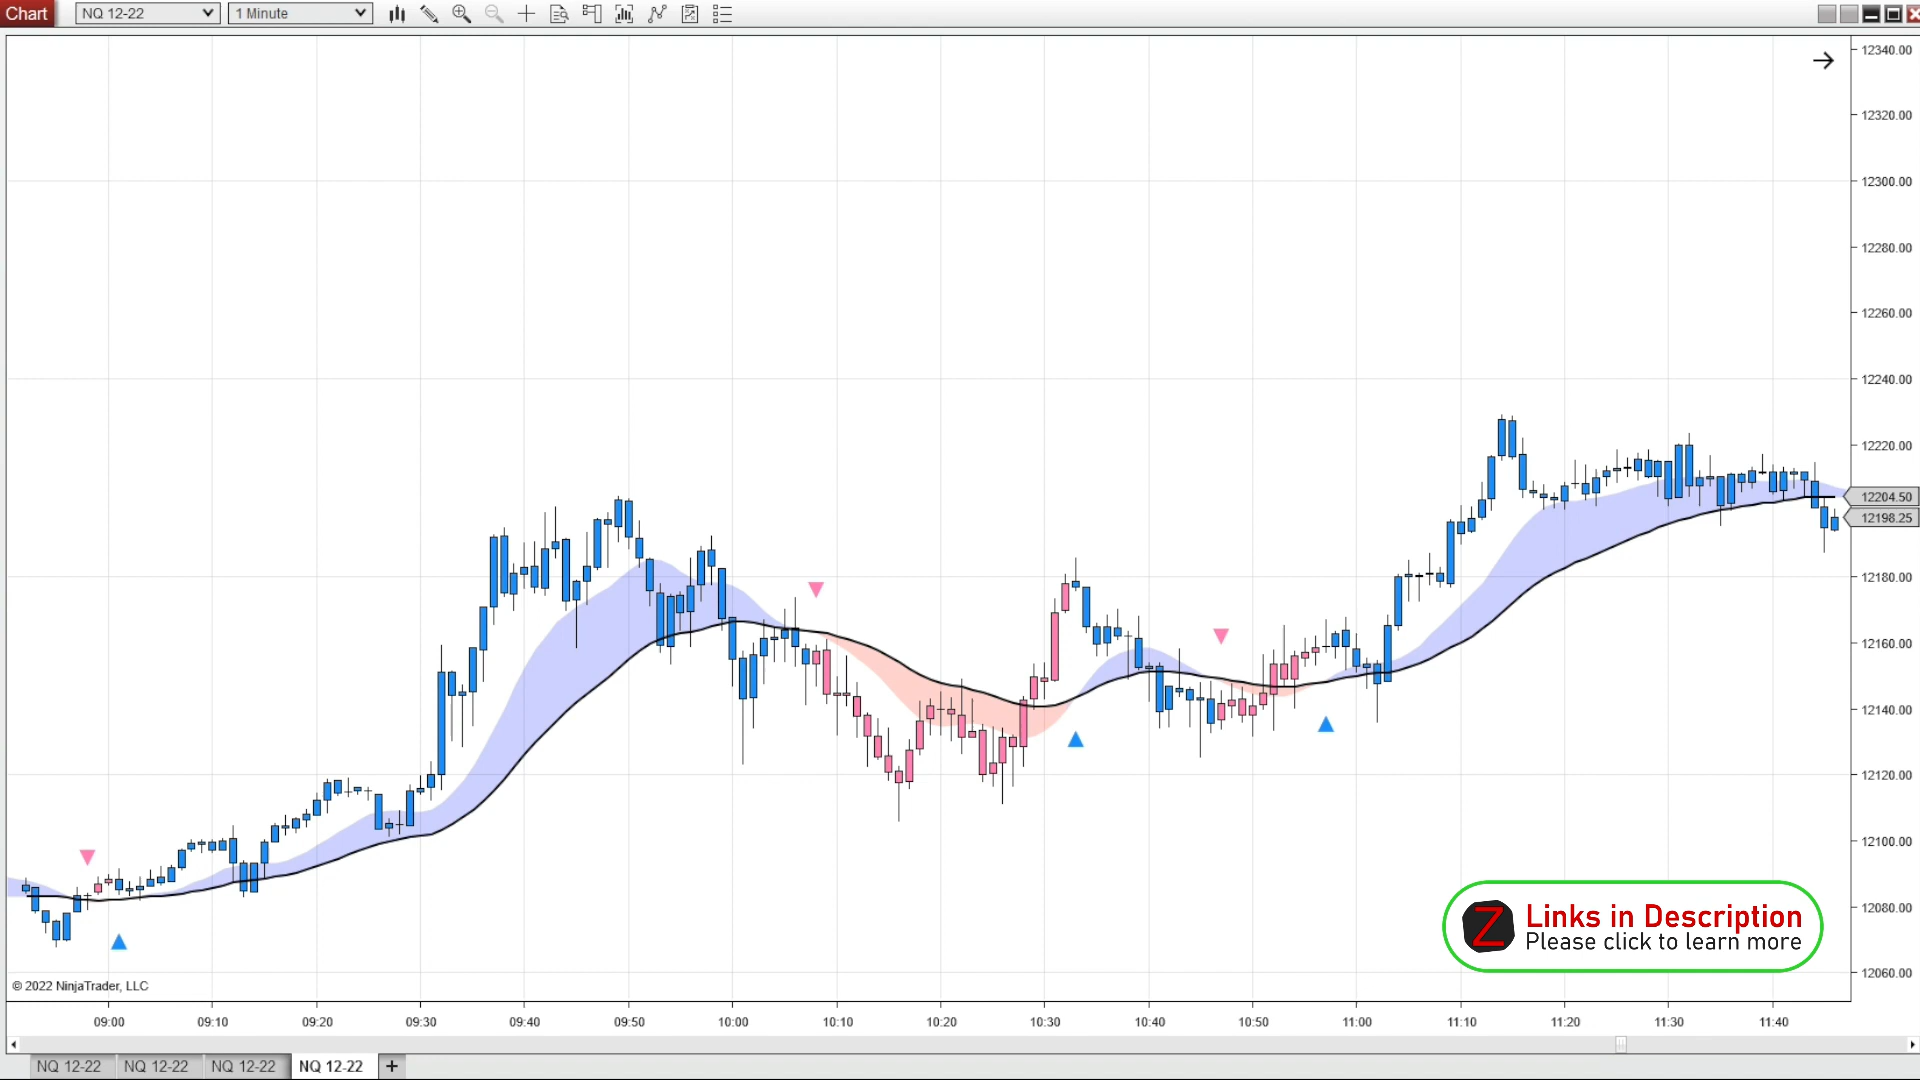 Chart NQ 12-22 1 Minute
12340.00
12320.00
12300.00
12280.00
12260.00
12240.00
12220.00
12204.50
12198.25
12180.00
12160.00
12140.00
12120.00
12100.00
12080.00
12060.00
Z Links in Description
Please click to learn more
© 2022 NinjaTrader, LLC
09:00 09:10 09:20 09:30 09:40 09:50 10:00 10:10 10:20 10:30 10:40 10:50 11:00 11:10 11:20 11:30 11:40
NQ 12-22 NQ 12-22 NQ 12-22 NQ 12-22 +